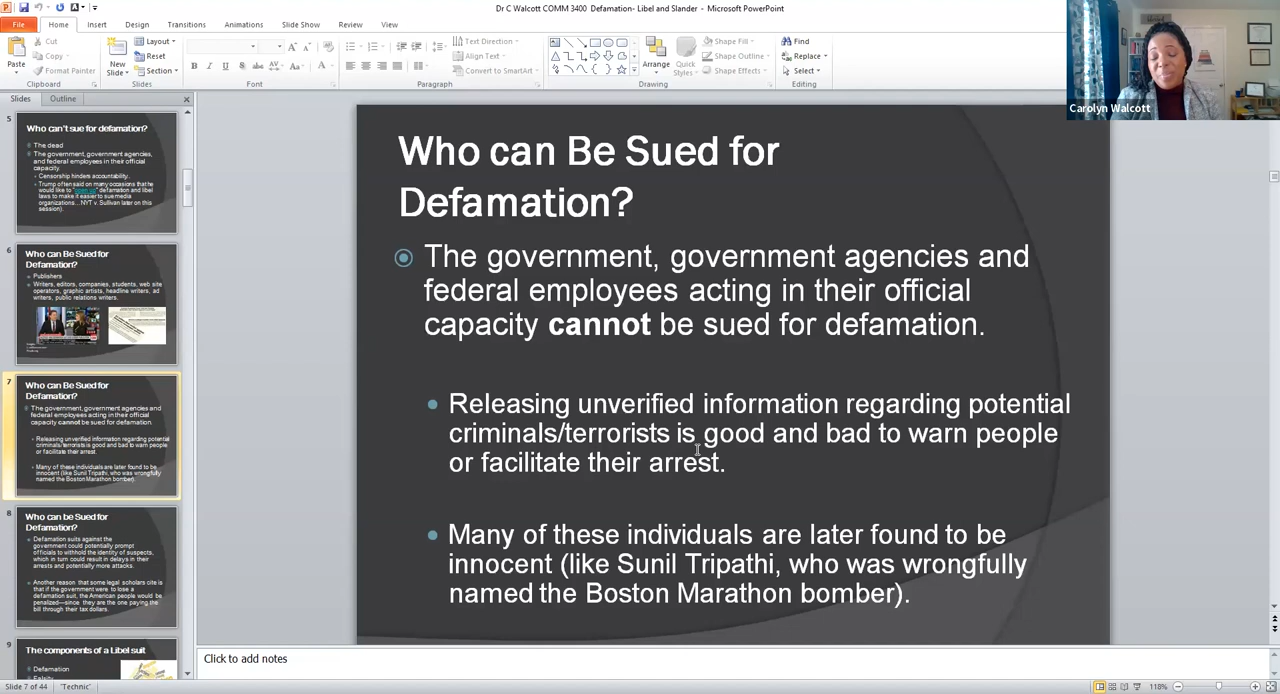 Dr C Walcott COMM 3400 Defamation- Libel and Slander - Microsoft PowerPoint
File
Home
Insert
Design
Transitions
Animations
Slide Show
Review
View
Paste
Cut
Copy
Format Painter
Clipboard
New
Slide
Layout
Reset
Section
Slides
B I U S abc AV Aa A
Font
Paragraph
Text Direction
Align Text
Convert to SmartArt
Arrange
Quick
Styles
Shape Fill
Shape Outline
Shape Effects
Drawing
Find
Replace
Select
Editing
Carolyn Walcott
Slides
Outline
5
Who can't sue for defamation?
The dead
The government, government agencies,
and federal employees in their official
capacity.
Censorship hinders accountability.
Trump often said on many occasions that he
would like to "open up" defamation and libel
laws to make it easier to sue media
organizations…NYT v. Sullivan later on this
session).
6
Who can Be Sued for
Defamation?
Publishers
Writers, editors, companies, students, web site
operators, graphic artists, headline writers, ad
writers, public relations writers.
7
Who can Be Sued for
Defamation?
The government, government agencies and
federal employees acting in their official
capacity cannot be sued for defamation.
Releasing unverified information regarding potential
criminals/terrorists is good and bad to warn people
or facilitate their arrest.
Many of these individuals are later found to be
innocent (like Sunil Tripathi, who was wrongfully
named the Boston Marathon bomber).
8
Who can be Sued for
Defamation?
Defamation suits against the
government could potentially prompt
officials to withhold the identity of suspects,
which in turn could result in delays in their
arrests and potentially more attacks.
Another reason that some legal scholars cite is
that if the government were to lose a
defamation suit, the American people would be
penalized—since they are the one paying the
bill through their tax dollars.
9
The components of a Libel suit
Defamation
Who can Be Sued for
Defamation?
The government, government agencies and
federal employees acting in their official
capacity cannot be sued for defamation.
Releasing unverified information regarding potential
criminals/terrorists is good and bad to warn people
or facilitate their arrest.
Many of these individuals are later found to be
innocent (like Sunil Tripathi, who was wrongfully
named the Boston Marathon bomber).
Click to add notes
Slide 7 of 44
"Technic"
118%